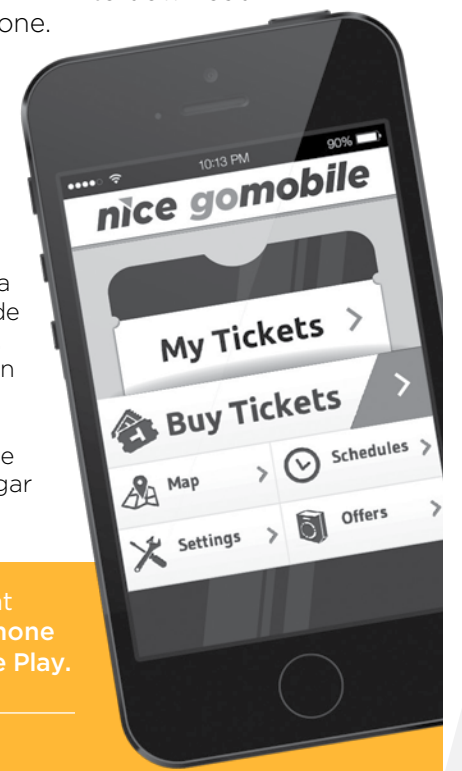 one.
10:13 PM
90%
nice gomobile
a
de
My Tickets
n
Buy Tickets
e
gar
Map
Schedules
Settings
Offers
at
hone
e Play.